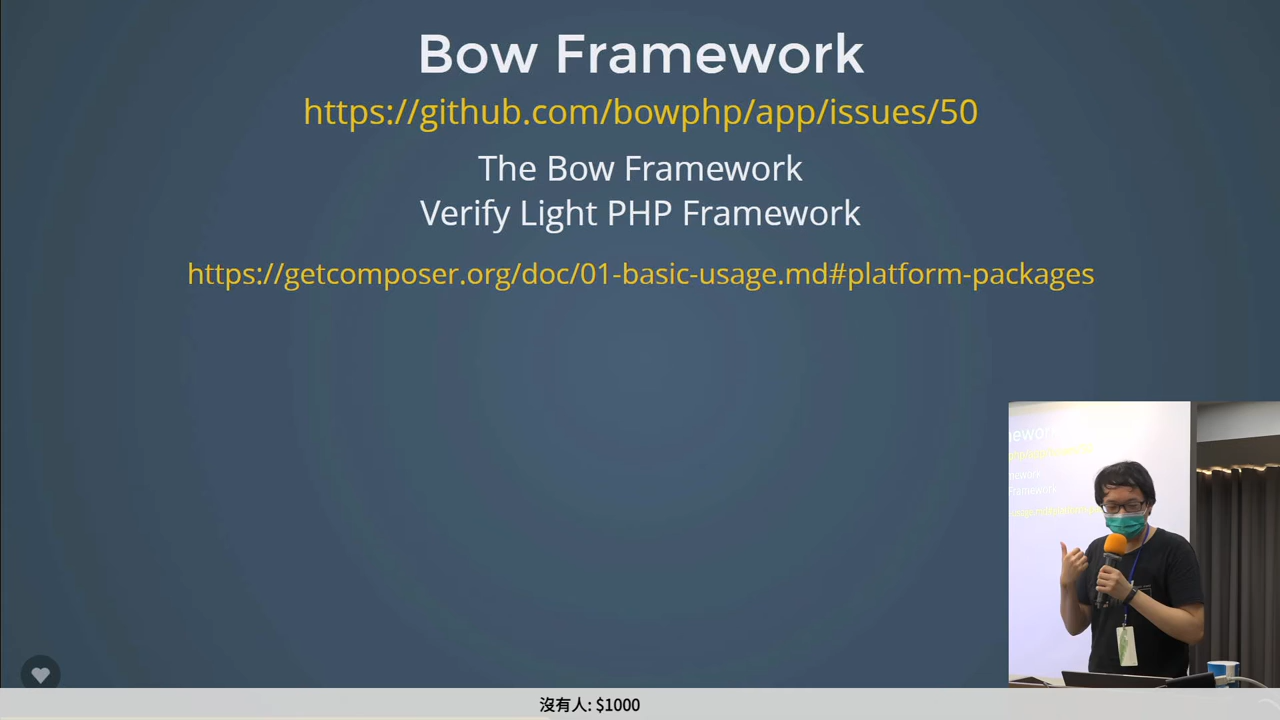 Bow Framework
https://github.com/bowphp/app/issues/50
The Bow Framework
Verify Light PHP Framework
https://getcomposer.org/doc/01-basic-usage.md#platform-packages
沒有人: $1000